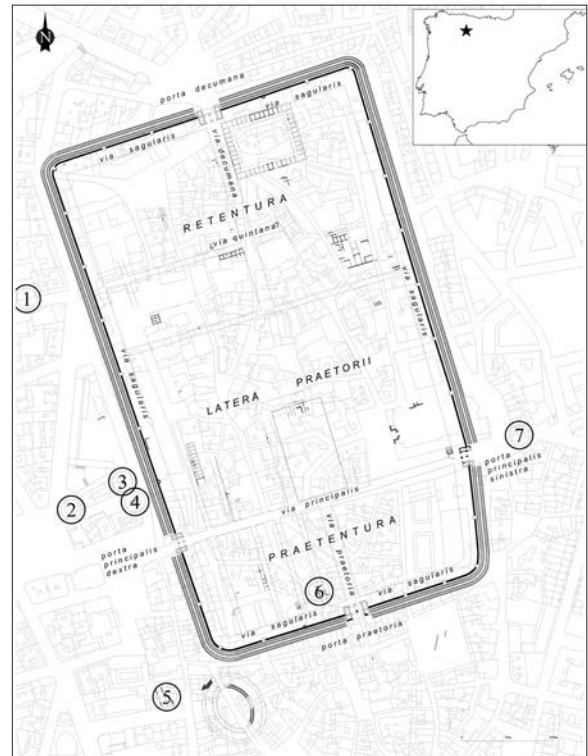 N
porta decumana
via sagularis
via sagularis
via decumana
RETENTURA
¿via quintana?
1
via sagularis
via sagularis
LATERA PRAETORII
3
7
2
4
porta
principalis
sinistra
via principalis
PRAETENTURA
porta
principalis
dextra
via
praetoria
6
via sagularis
via sagularis
porta praetoria
5